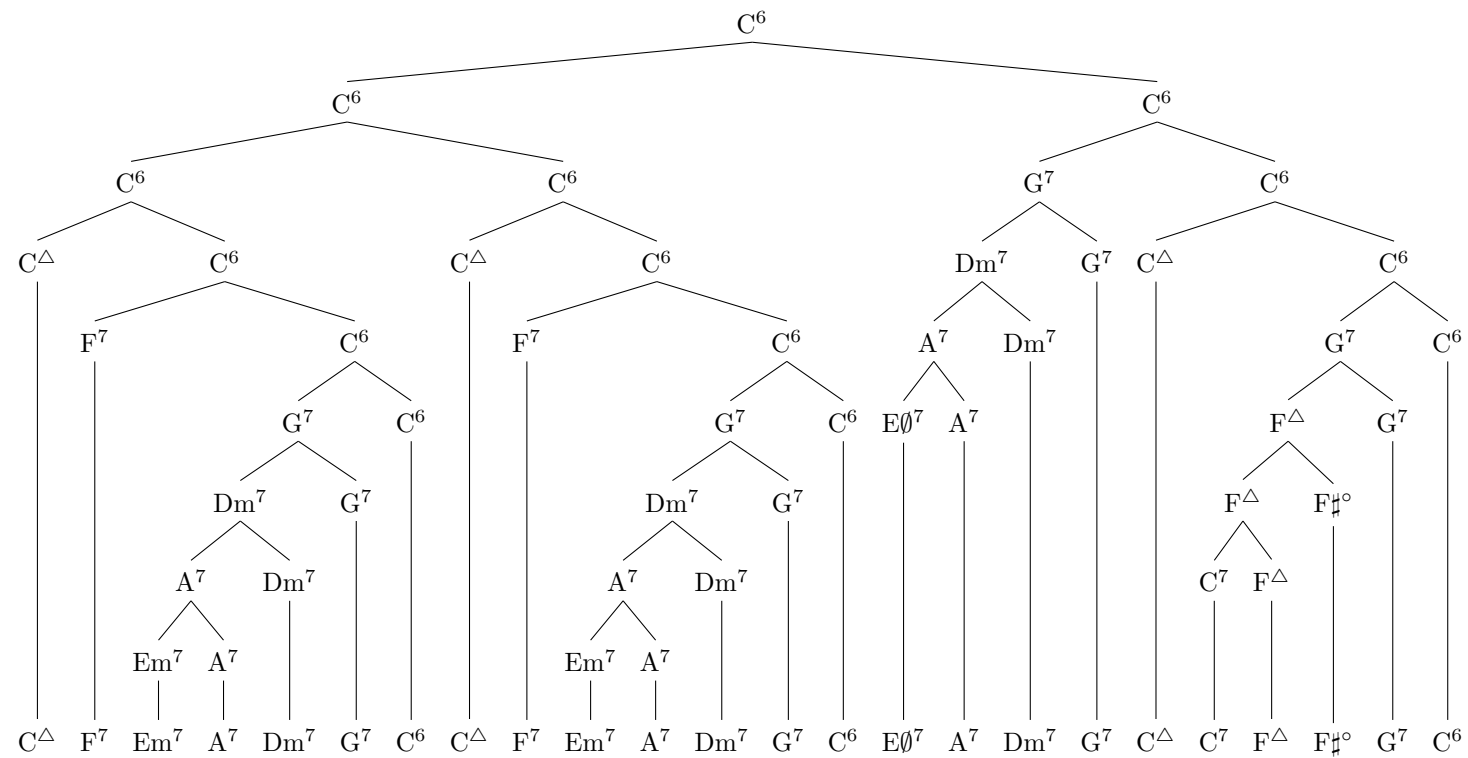 C⁶
C⁶ C⁶
C⁶ C⁶ G⁷ C⁶
C△ C⁶ C△ C⁶ Dm⁷ G⁷ C△ C⁶
F⁷ C⁶ F⁷ C⁶ A⁷ Dm⁷ G⁷ C⁶
G⁷ C⁶ G⁷ C⁶ E∅⁷ A⁷ F△ G⁷
Dm⁷ G⁷ Dm⁷ G⁷ F△ F♯°
A⁷ Dm⁷ A⁷ Dm⁷ C⁷ F△
Em⁷ A⁷ Em⁷ A⁷
C△ F⁷ Em⁷ A⁷ Dm⁷ G⁷ C⁶ C△ F⁷ Em⁷ A⁷ Dm⁷ G⁷ C⁶ E∅⁷ A⁷ Dm⁷ G⁷ C△ C⁷ F△ F♯° G⁷ C⁶